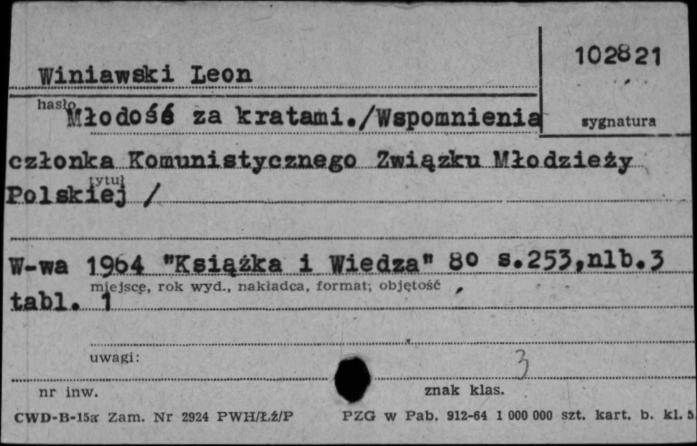 102821
Winiawski Leon
hasło
Młodość za kratami./Wspomnienia
sygnatura
członka Komunistycznego Związku Młodzieży
tytuł
Polskiej /
W-wa 1964 "Książka i Wiedza" 8o s.253,nlb.3
miejsce, rok wyd., nakładca, format, objętość
tabl. 1
uwagi:
3
nr inw.
znak klas.
CWD-B-15a Zam. Nr 2924 PWH/Łź/P PZG w Pab. 912-64 1 000 000 szt. kart. b. kl. 5